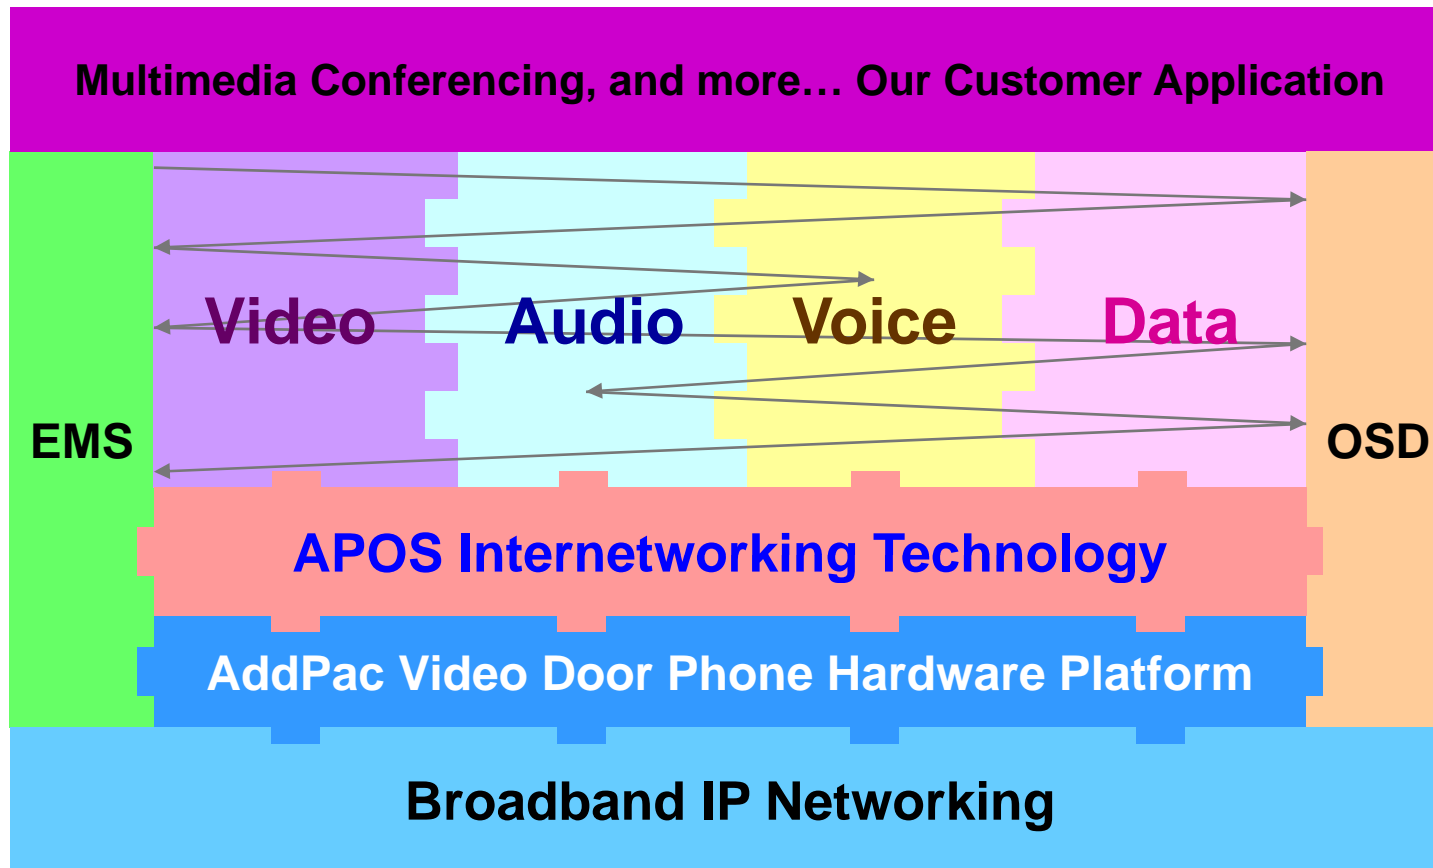 Multimedia Conferencing, and more… Our Customer Application
Video
Audio
Voice
Data
EMS
OSD
APOS Internetworking Technology
AddPac Video Door Phone Hardware Platform
Broadband IP Networking